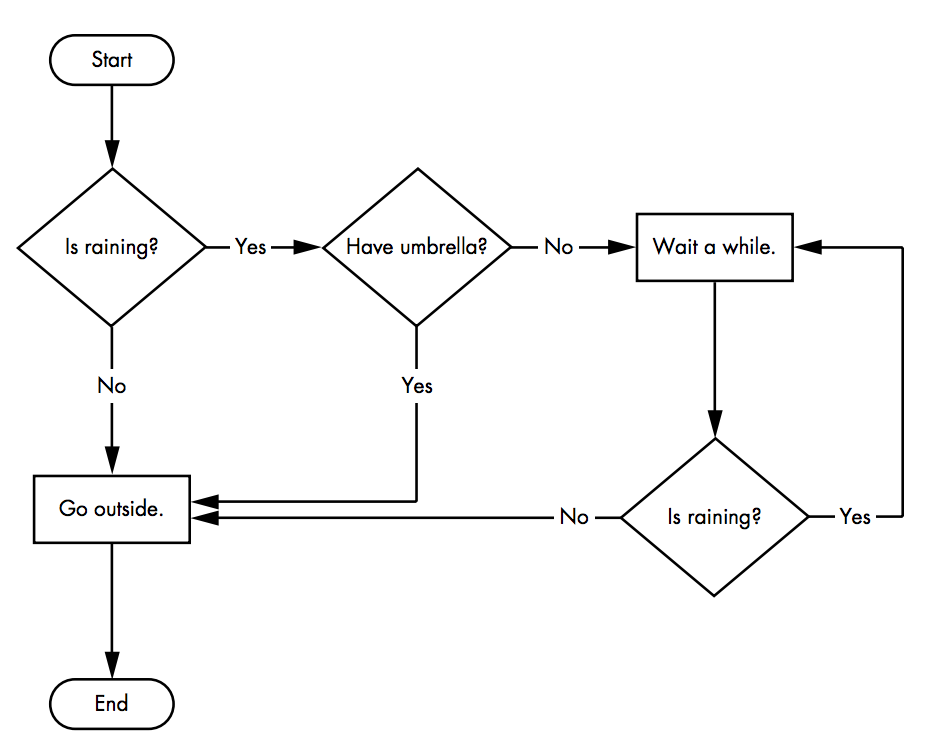 Start
Is raining?
Yes
Have umbrella?
No
Wait a while.
No
Yes
Go outside.
No
Is raining?
Yes
End